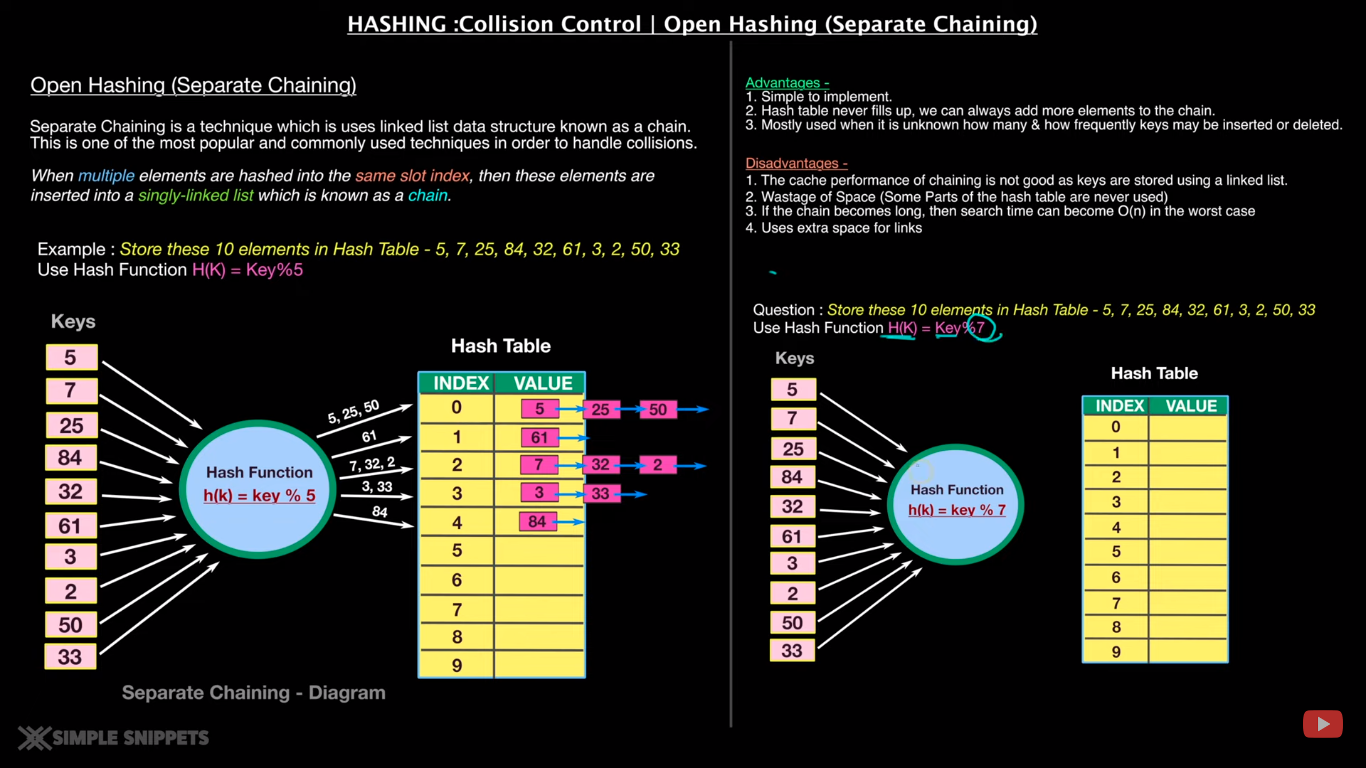 HASHING :Collision Control | Open Hashing (Separate Chaining)
Open Hashing (Separate Chaining)
Separate Chaining is a technique which is uses linked list data structure known as a chain.
This is one of the most popular and commonly used techniques in order to handle collisions.
When multiple elements are hashed into the same slot index, then these elements are
inserted into a singly-linked list which is known as a chain.
Example : Store these 10 elements in Hash Table - 5, 7, 25, 84, 32, 61, 3, 2, 50, 33
Use Hash Function H(K) = Key%5
Keys
5
7
25
84
32
61
3
2
50
33
Hash Function
h(k) = key % 5
5, 25, 50
61
7, 32, 2
3, 33
84
Hash Table
INDEX VALUE
0 5 25 50
1 61
2 7 32 2
3 3 33
4 84
5
6
7
8
9
Separate Chaining - Diagram
SIMPLE SNIPPETS
Advantages -
1. Simple to implement.
2. Hash table never fills up, we can always add more elements to the chain.
3. Mostly used when it is unknown how many & how frequently keys may be inserted or deleted.
Disadvantages -
1. The cache performance of chaining is not good as keys are stored using a linked list.
2. Wastage of Space (Some Parts of the hash table are never used)
3. If the chain becomes long, then search time can become O(n) in the worst case
4. Uses extra space for links
Question : Store these 10 elements in Hash Table - 5, 7, 25, 84, 32, 61, 3, 2, 50, 33
Use Hash Function H(K) = Key%7
Keys
5
7
25
84
32
61
3
2
50
33
Hash Function
h(k) = key % 7
Hash Table
INDEX VALUE
0
1
2
3
4
5
6
7
8
9